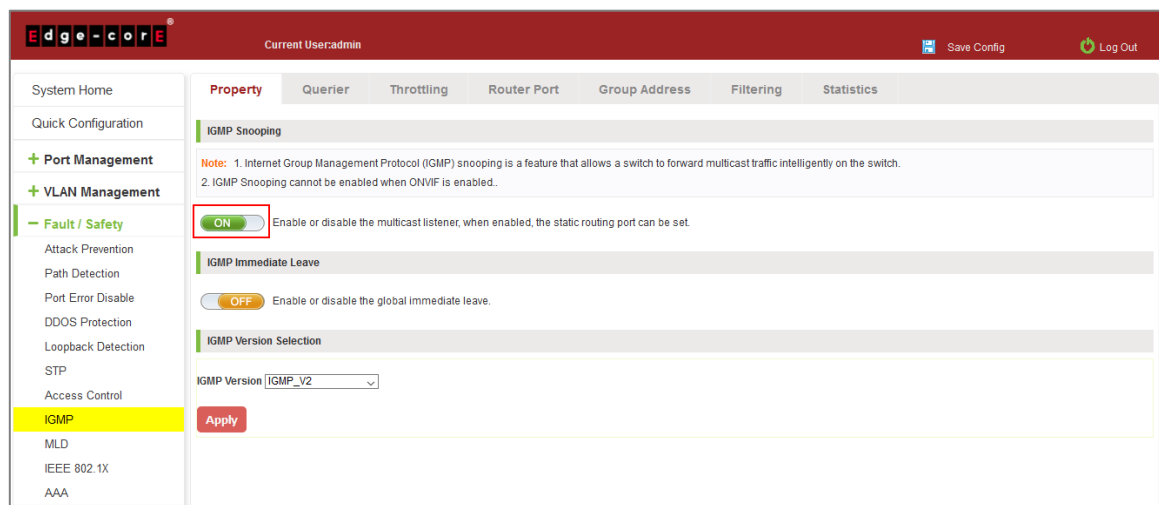 Edge-corE®
Current User:admin
Save Config
Log Out
System Home
Quick Configuration
+ Port Management
+ VLAN Management
− Fault / Safety
Attack Prevention
Path Detection
Port Error Disable
DDOS Protection
Loopback Detection
STP
Access Control
IGMP
MLD
IEEE 802.1X
AAA
Property Querier Throttling Router Port Group Address Filtering Statistics
IGMP Snooping
Note: 1. Internet Group Management Protocol (IGMP) snooping is a feature that allows a switch to forward multicast traffic intelligently on the switch.
2. IGMP Snooping cannot be enabled when ONVIF is enabled..
ON Enable or disable the multicast listener, when enabled, the static routing port can be set.
IGMP Immediate Leave
OFF Enable or disable the global immediate leave.
IGMP Version Selection
IGMP Version IGMP_V2
Apply